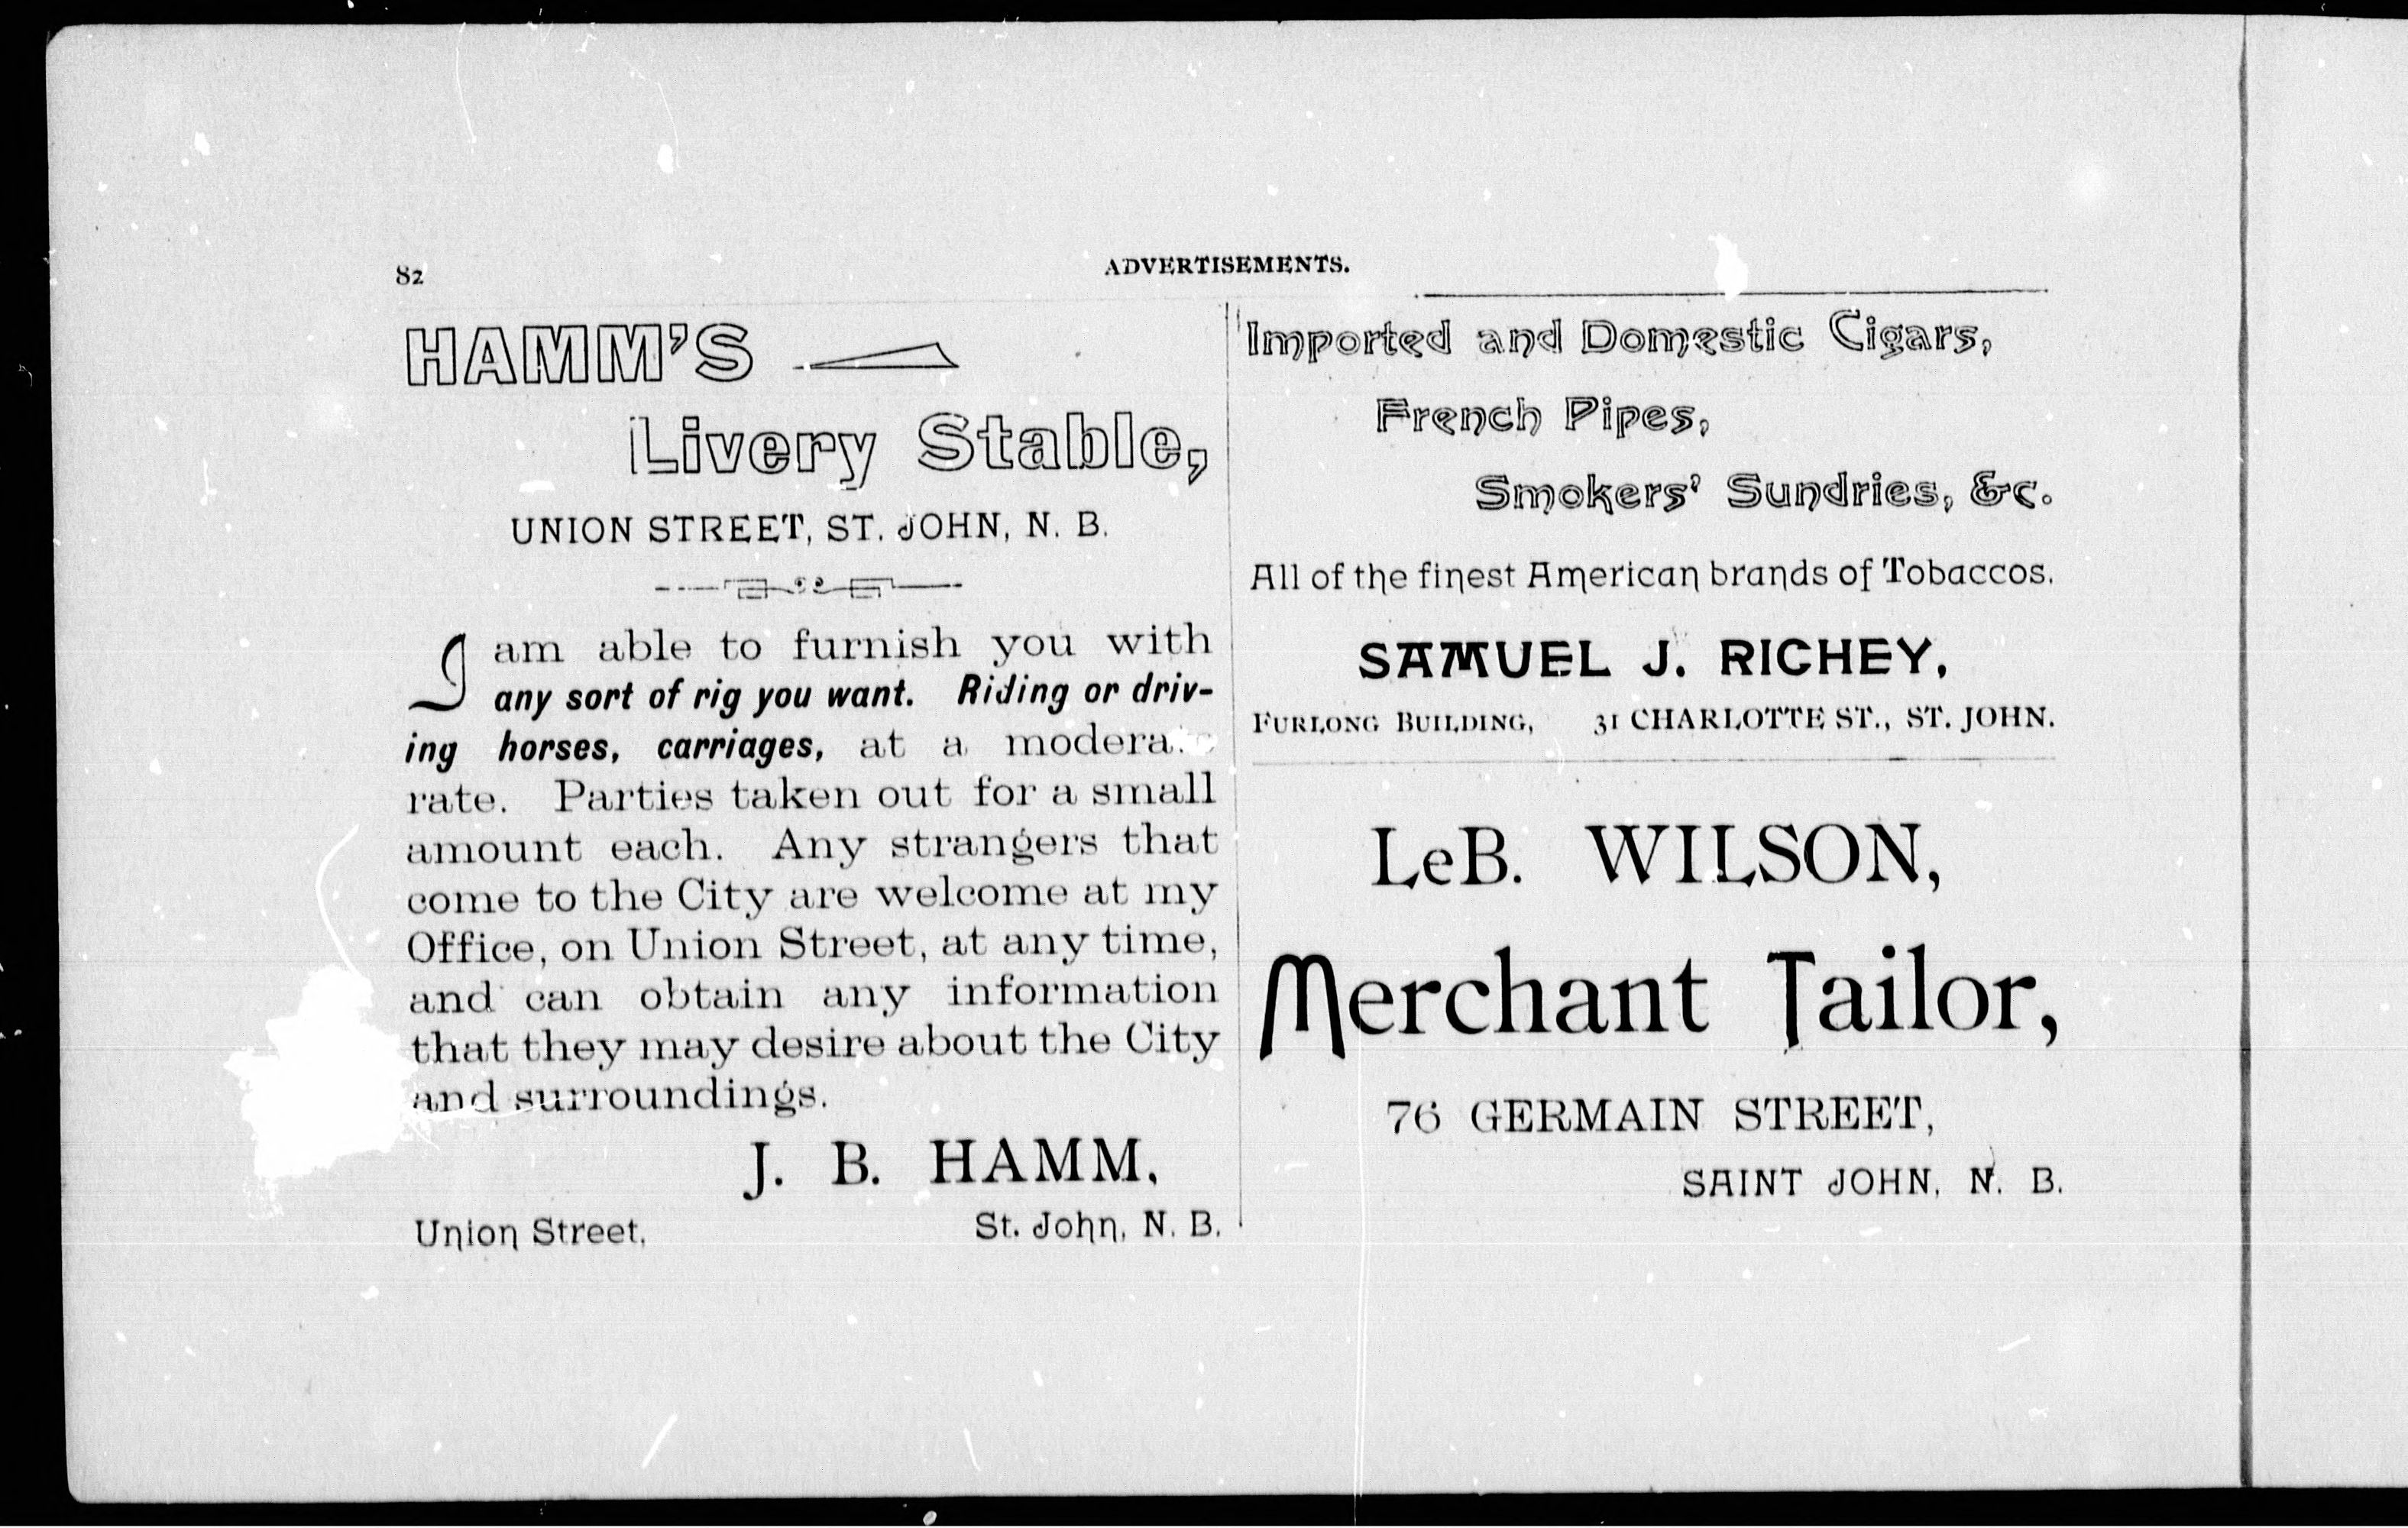 82
ADVERTISEMENTS.
HAMM'S
Livery Stable,
UNION STREET, ST. JOHN, N. B.
I am able to furnish you with
any sort of rig you want. Riding or driv-
ing horses, carriages, at a modera
rate. Parties taken out for a small
amount each. Any strangers that
come to the City are welcome at my
Office, on Union Street, at any time,
and can obtain any information
that they may desire about the City
and surroundings.
J. B. HAMM,
Union Street, St. John, N. B.
Imported and Domestic Cigars,
French Pipes,
Smokers' Sundries, &c.
All of the finest American brands of Tobaccos.
SAMUEL J. RICHEY,
FURLONG BUILDING, 31 CHARLOTTE ST., ST. JOHN.
LeB. WILSON,
Merchant Tailor,
76 GERMAIN STREET,
SAINT JOHN, N. B.